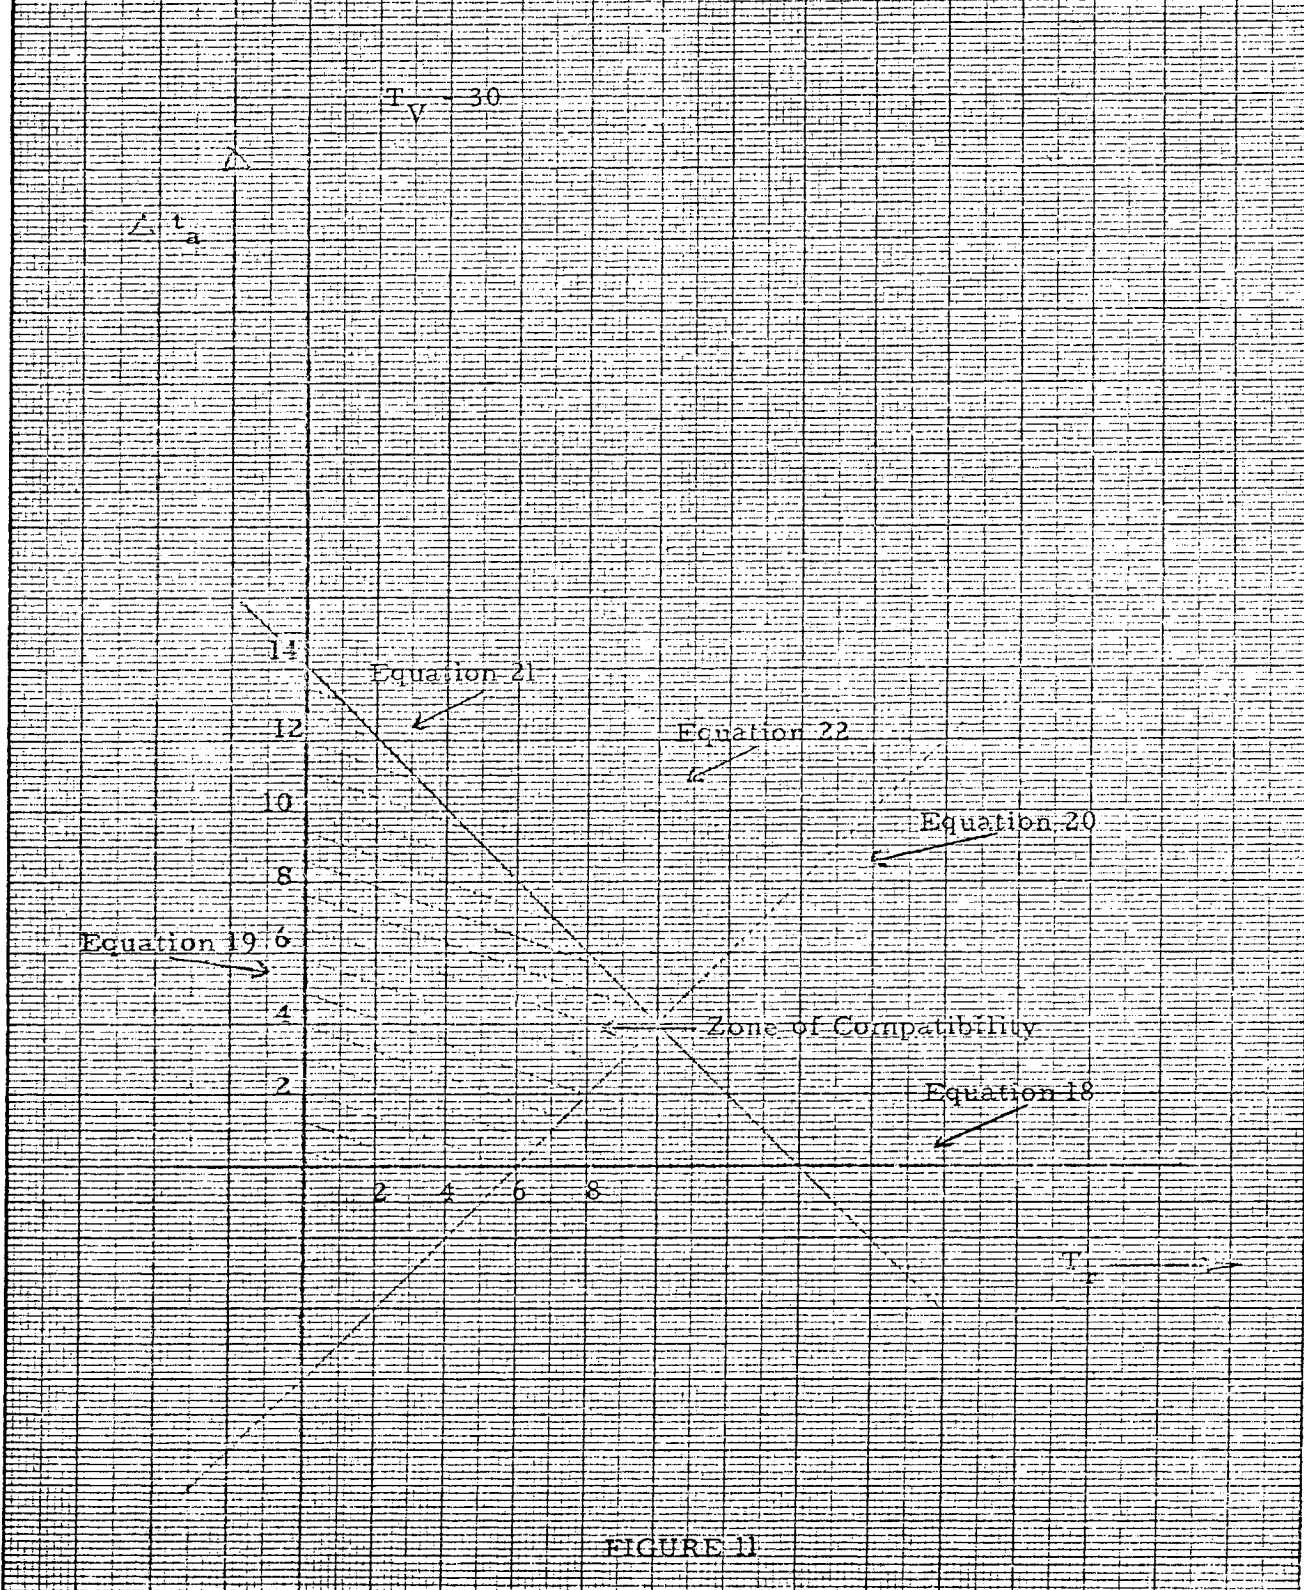 T_V - 30
Δ t_a
14
Equation 21
12
Equation 22
10
Equation 20
8
Equation 19
6
4
Zone of Compatibility
2
Equation 18
2 4 6 8
T_r
FIGURE 11